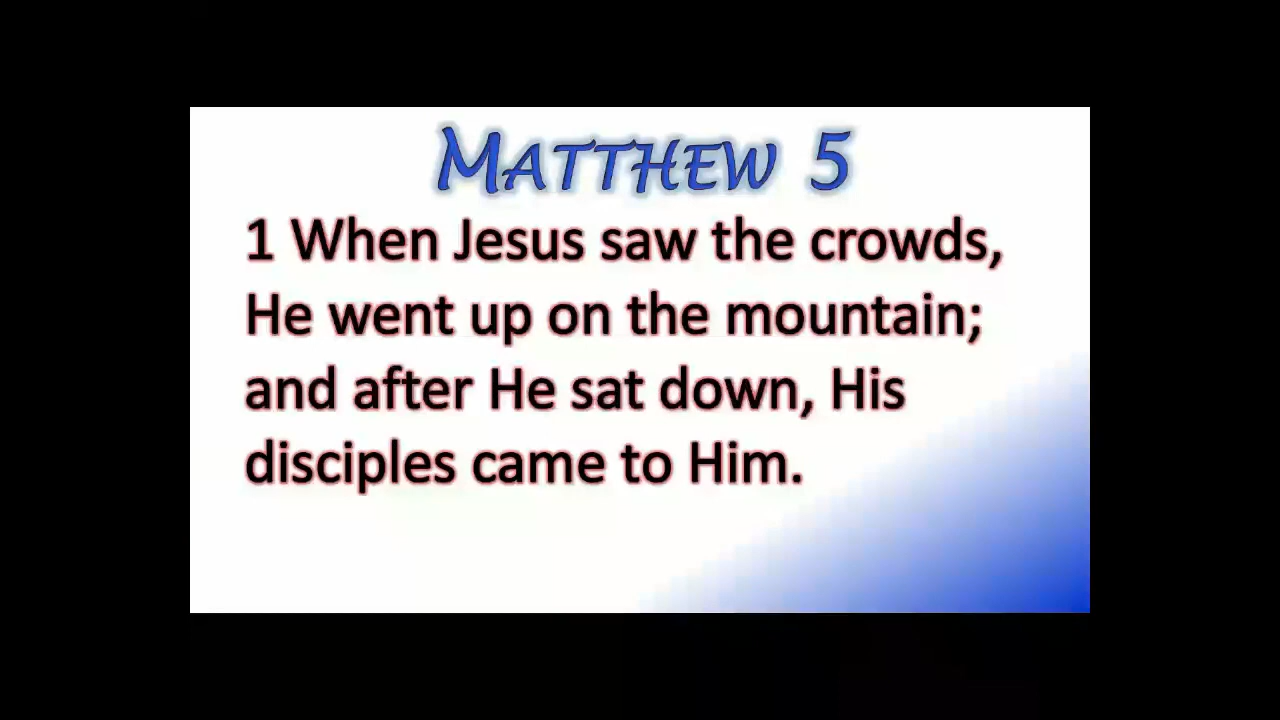 MATTHEW 5
1 When Jesus saw the crowds,
He went up on the mountain;
and after He sat down, His
disciples came to Him.